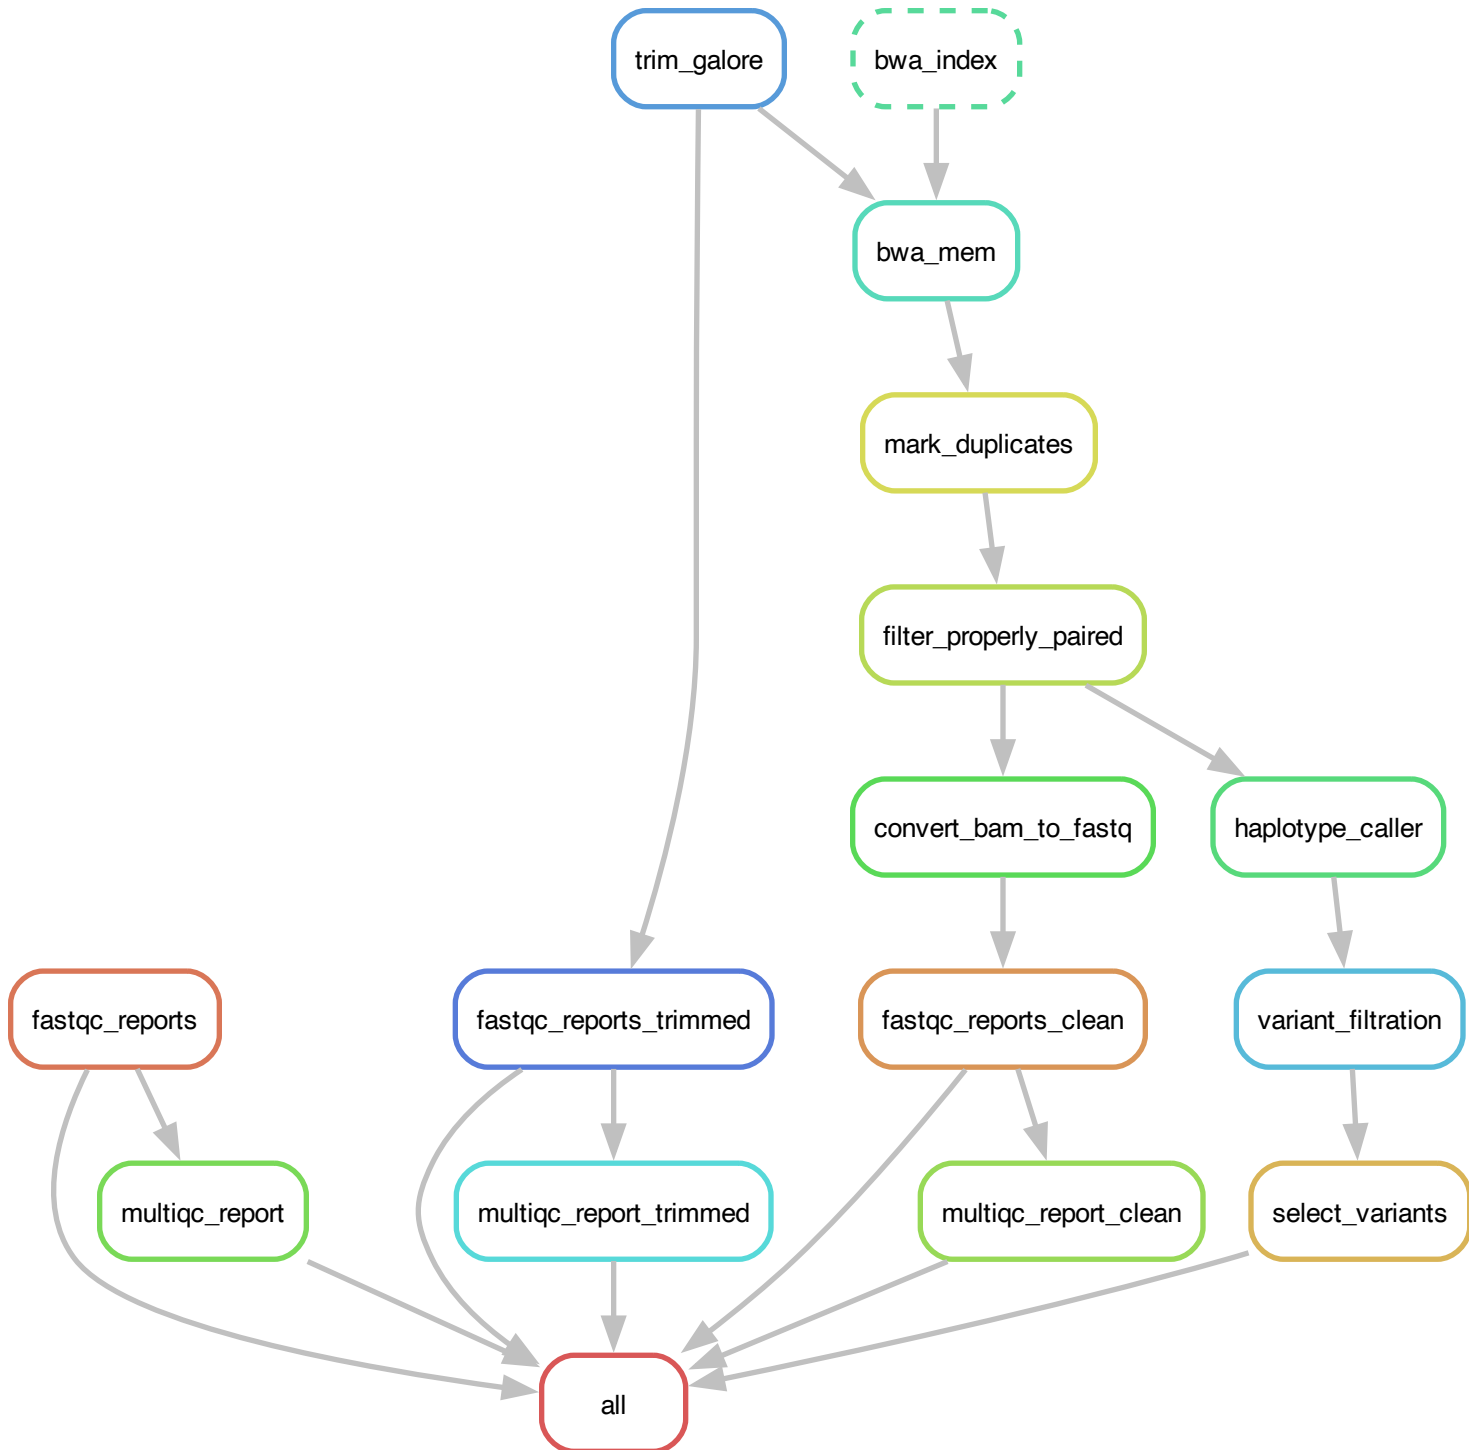 trim_galore
bwa_index
bwa_mem
mark_duplicates
filter_properly_paired
convert_bam_to_fastq
haplotype_caller
fastqc_reports
fastqc_reports_trimmed
fastqc_reports_clean
variant_filtration
multiqc_report
multiqc_report_trimmed
multiqc_report_clean
select_variants
all